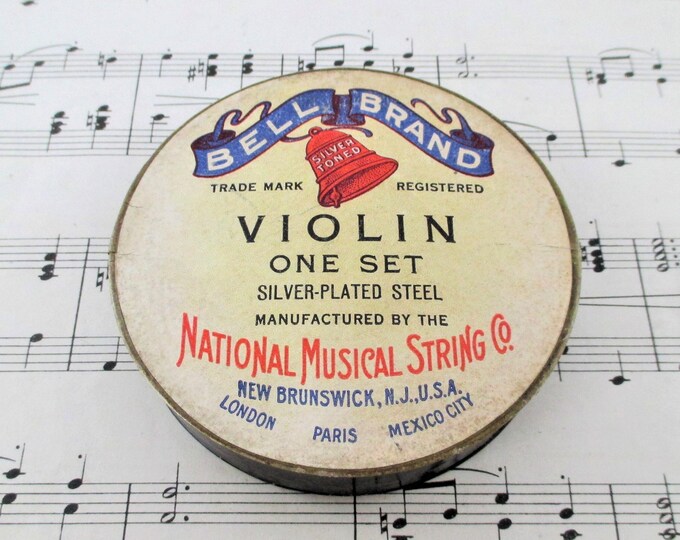 BELL BRAND
SILVER
TONED
TRADE MARK REGISTERED
VIOLIN
ONE SET
SILVER-PLATED STEEL
MANUFACTURED BY THE
NATIONAL MUSICAL STRING CO.
NEW BRUNSWICK, N.J., U.S.A.
LONDON PARIS MEXICO CITY